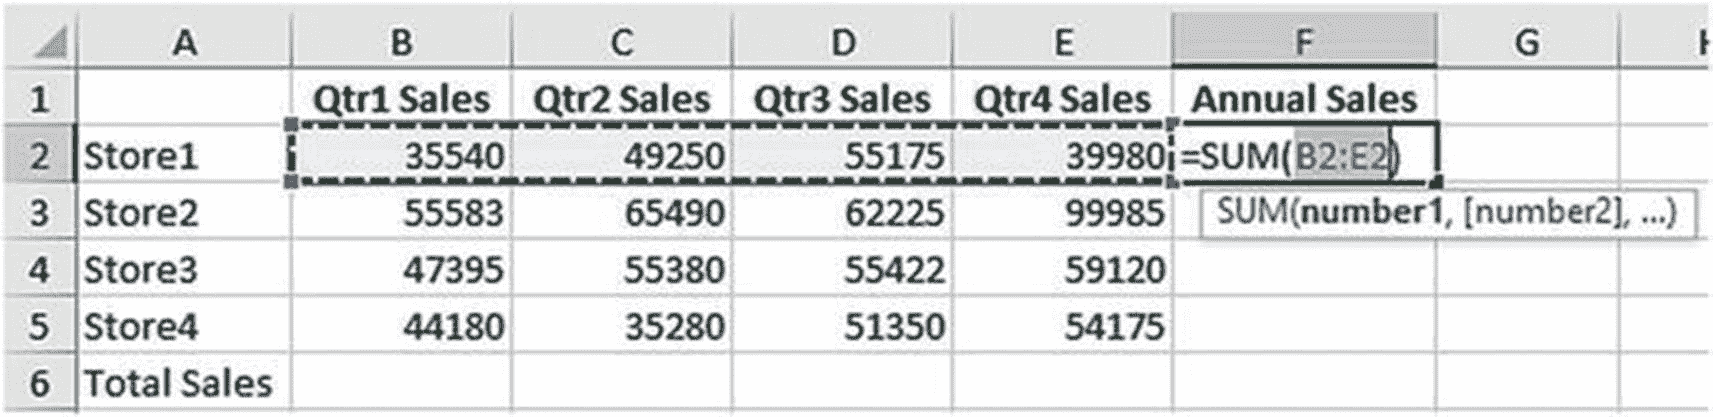 A B C D E F G
1 Qtr1 Sales Qtr2 Sales Qtr3 Sales Qtr4 Sales Annual Sales
2 Store1 35540 49250 55175 39980 =SUM(B2:E2)
3 Store2 55583 65490 62225 99985 SUM(number1, [number2], ...)
4 Store3 47395 55380 55422 59120
5 Store4 44180 35280 51350 54175
6 Total Sales